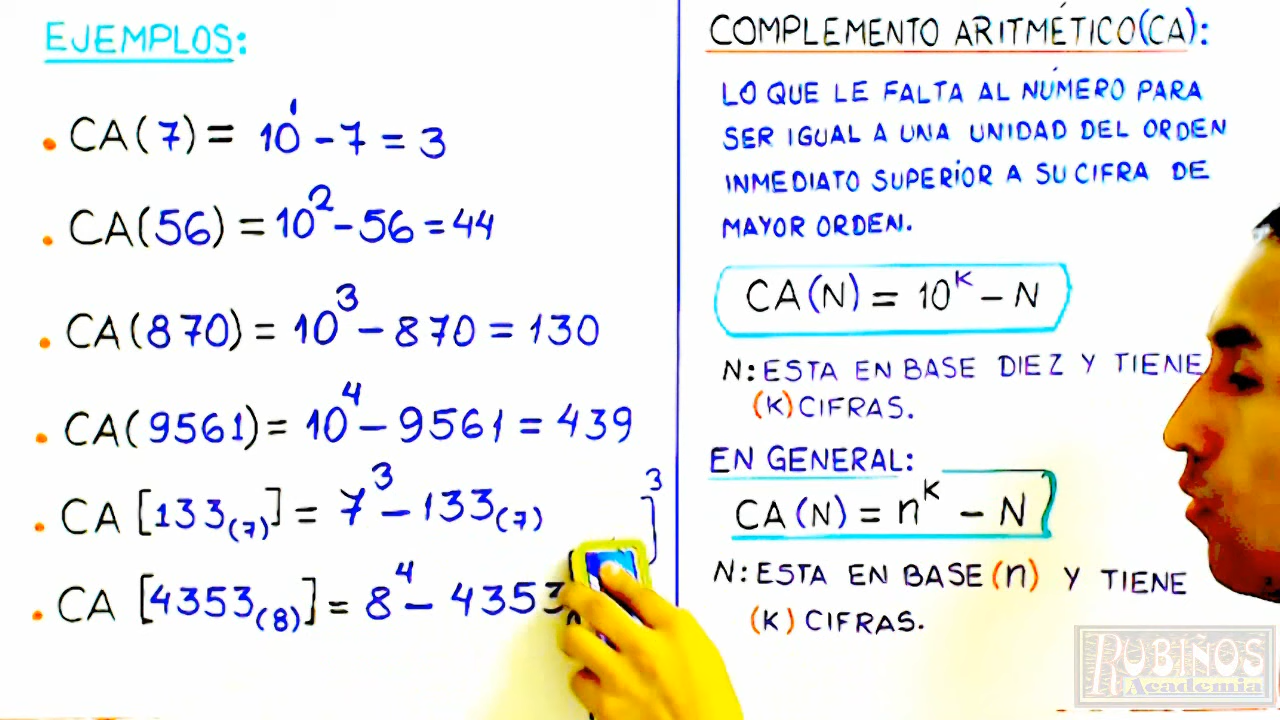 EJEMPLOS:
• CA(7) = 10¹ - 7 = 3
• CA(56) = 10² - 56 = 44
• CA(870) = 10³ - 870 = 130
• CA(9561) = 10⁴ - 9561 = 439
• CA [133₍₇₎] = 7³ - 133₍₇₎
• CA [4353₍₈₎] = 8⁴ - 4353
3
COMPLEMENTO ARITMÉTICO(CA):
LO QUE LE FALTA AL NÚMERO PARA
SER IGUAL A UNA UNIDAD DEL ORDEN
INMEDIATO SUPERIOR A SU CIFRA DE
MAYOR ORDEN.
CA(N) = 10ᴷ - N
N: ESTA EN BASE DIEZ Y TIENE
(K) CIFRAS.
EN GENERAL:
CA(N) = nᴷ - N
N: ESTA EN BASE (n) Y TIENE
(K) CIFRAS.
RUBIÑOS
Academia